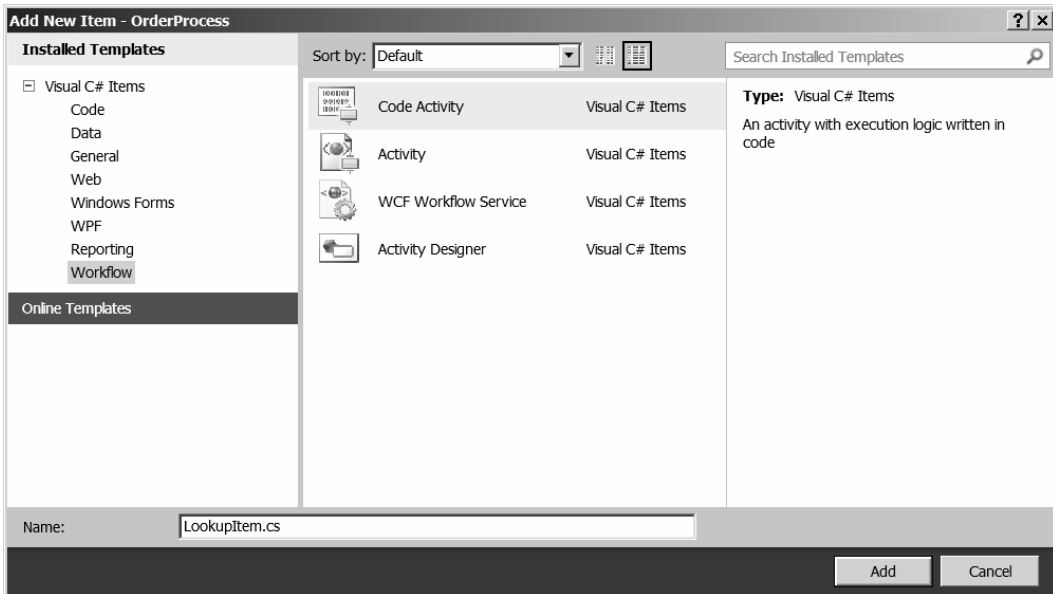 Add New Item - OrderProcess
Installed Templates
Visual C# Items
Code
Data
General
Web
Windows Forms
WPF
Reporting
Workflow
Online Templates
Sort by: Default
Search Installed Templates
Code Activity Visual C# Items
Activity Visual C# Items
WCF Workflow Service Visual C# Items
Activity Designer Visual C# Items
Type: Visual C# Items
An activity with execution logic written in
code
Name: LookupItem.cs
Add Cancel